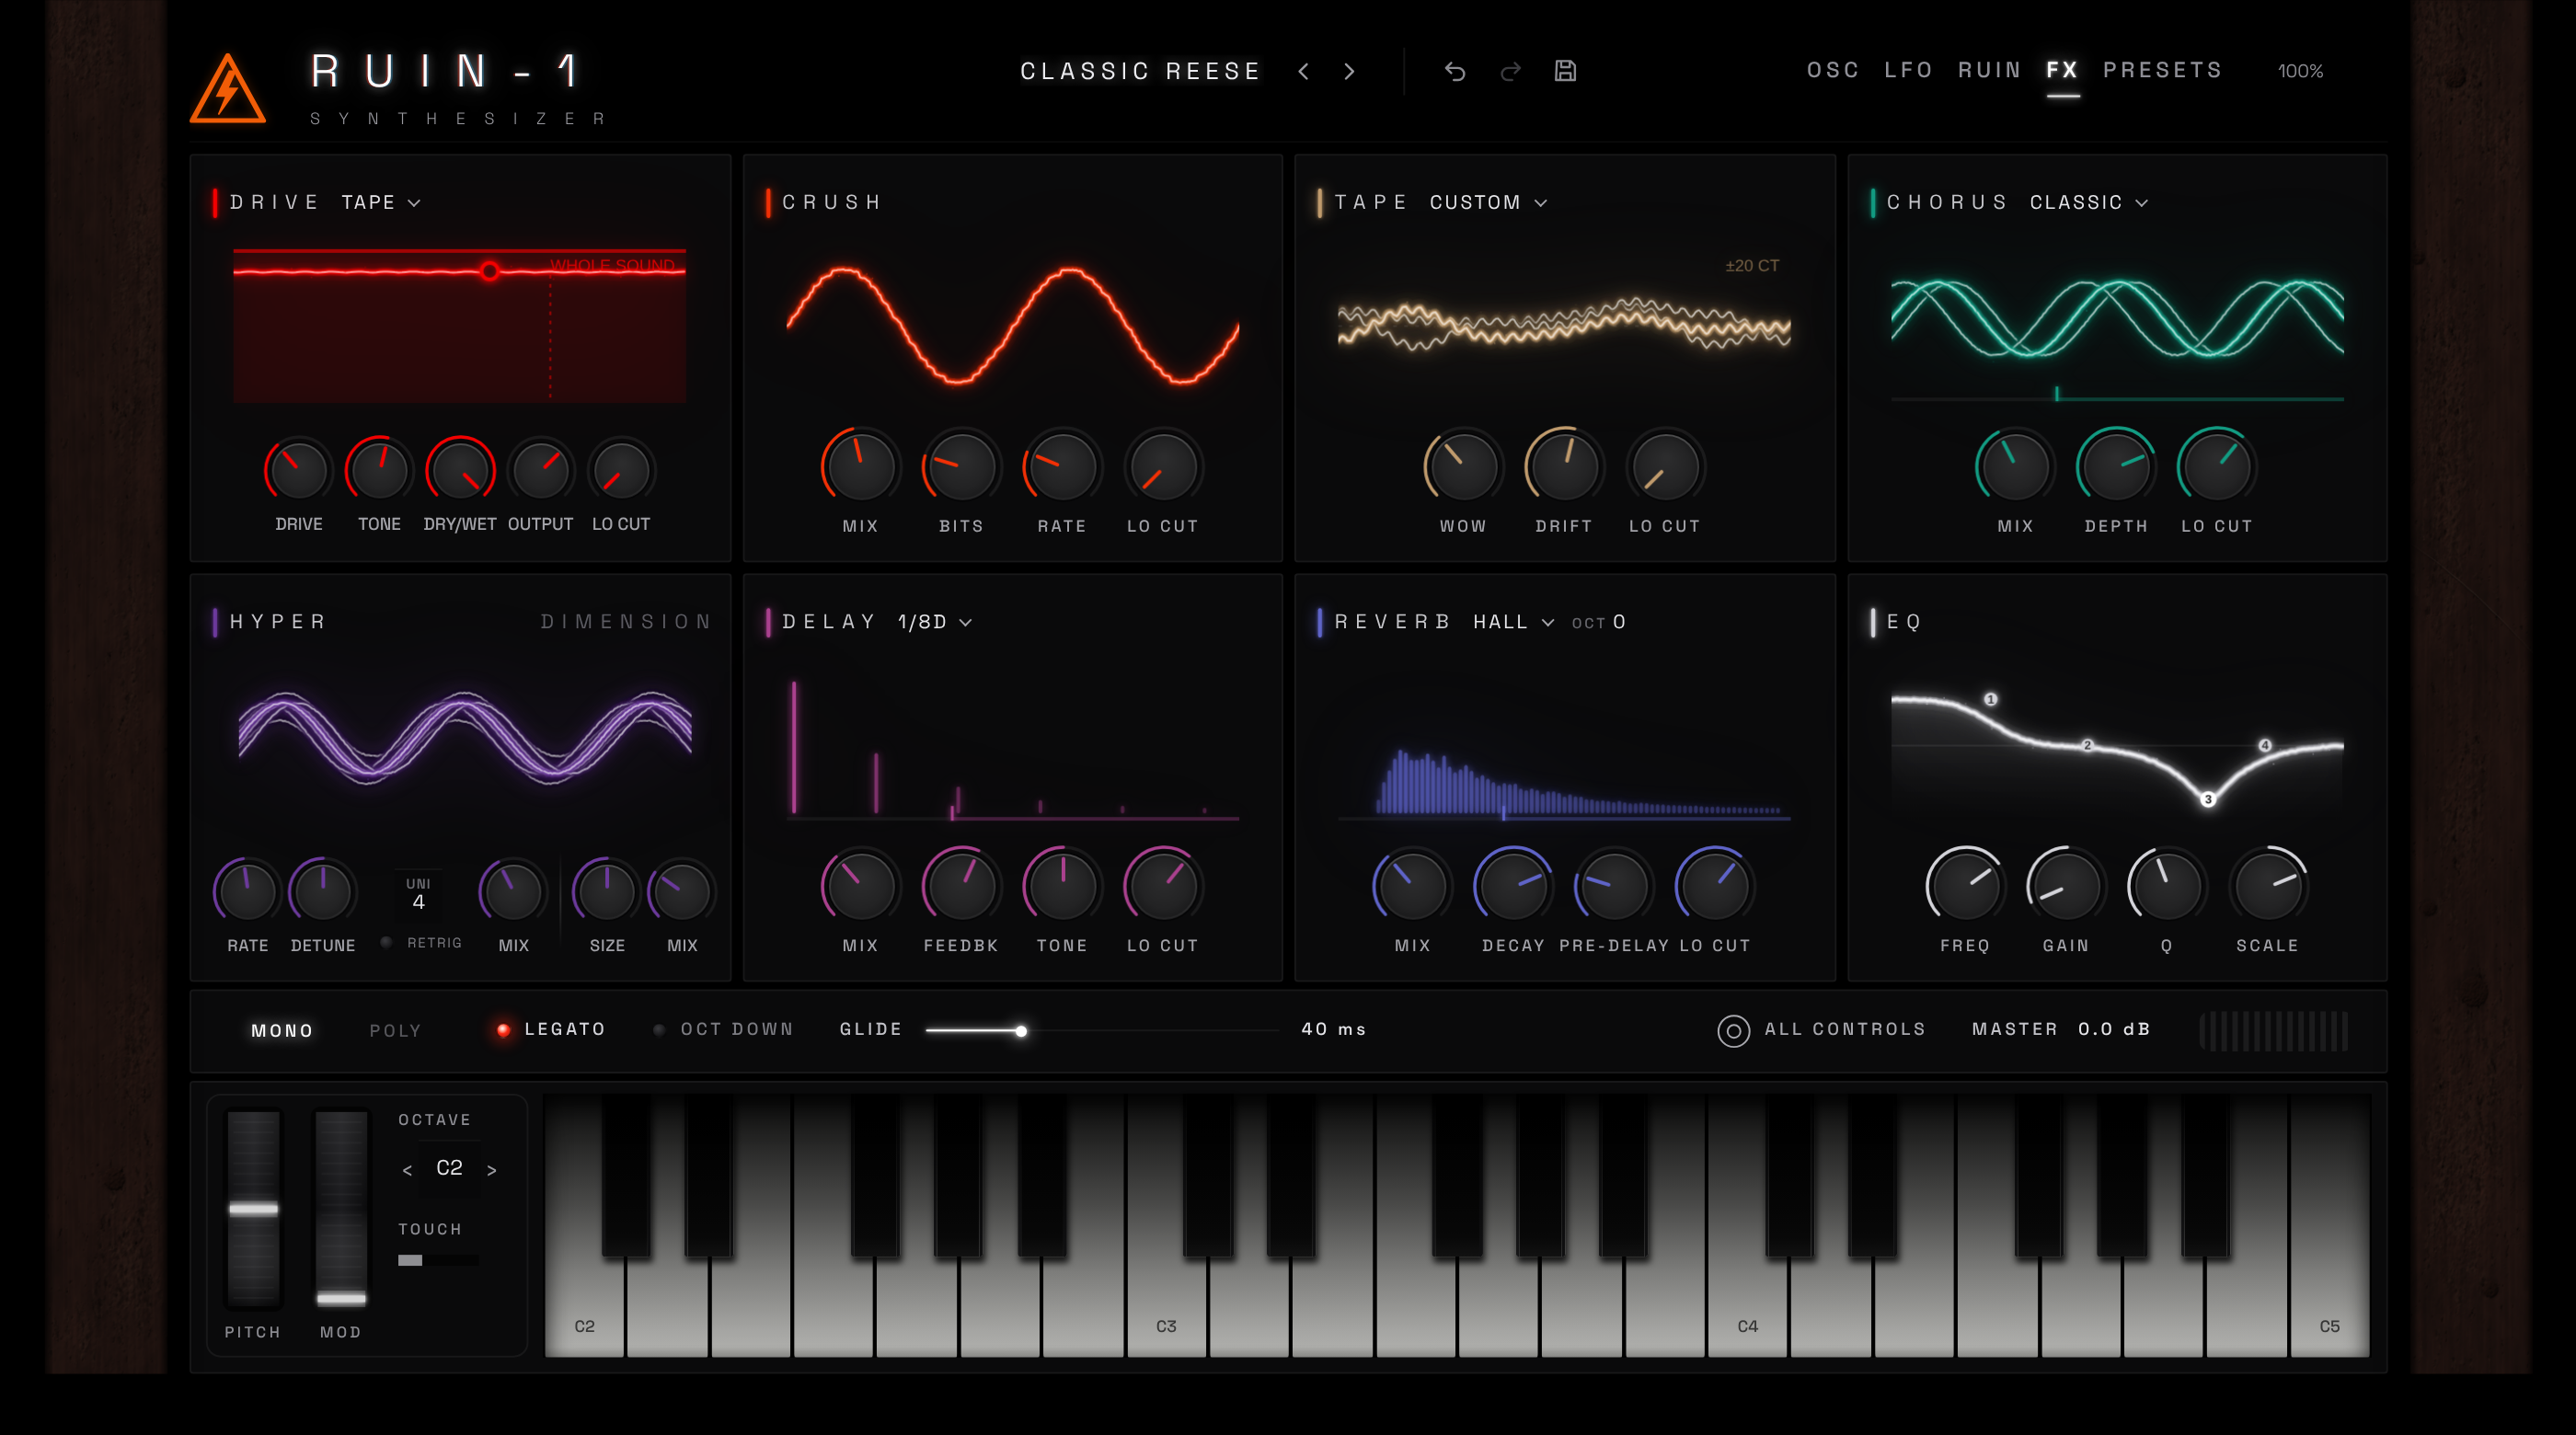 RUIN-1
SYNTHESIZER
CLASSIC REESE
OSC LFO RUIN FX PRESETS 100%
DRIVE TAPE
WHOLE SOUND
DRIVE TONE DRY/WET OUTPUT LO CUT
CRUSH
MIX BITS RATE LO CUT
TAPE CUSTOM
±20 CT
WOW DRIFT LO CUT
CHORUS CLASSIC
MIX DEPTH LO CUT
HYPER DIMENSION
UNI
4
RATE DETUNE RETRIG MIX SIZE MIX
DELAY 1/8D
MIX FEEDBK TONE LO CUT
REVERB HALL OCT 0
MIX DECAY PRE-DELAY LO CUT
EQ
1
2
4
3
FREQ GAIN Q SCALE
MONO POLY LEGATO OCT DOWN GLIDE 40 ms ALL CONTROLS MASTER 0.0 dB
OCTAVE
< C2 >
TOUCH
PITCH MOD
C2 C3 C4 C5